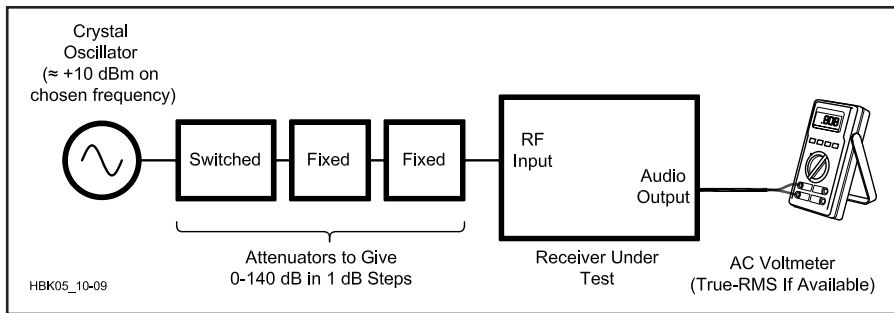 Crystal
Oscillator
(≈ +10 dBm on
chosen frequency)
Switched
Fixed
Fixed
RF
Input
Audio
Output
.808
Attenuators to Give
0-140 dB in 1 dB Steps
Receiver Under
Test
AC Voltmeter
(True-RMS If Available)
HBK05_10-09